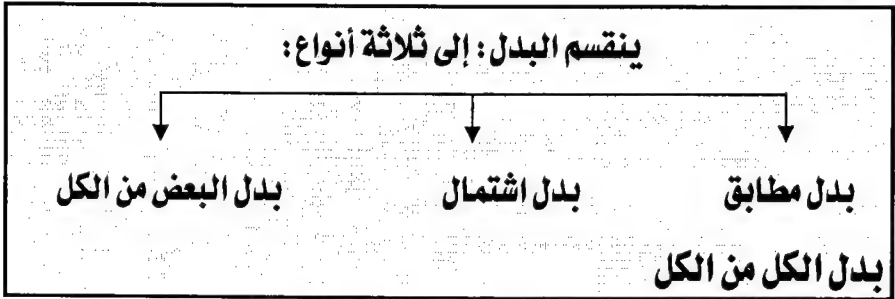 ينقسم البدل: إلى ثلاثة أنواع:
بدل مطابق بدل اشتمال بدل البعض من الكل
بدل الكل من الكل